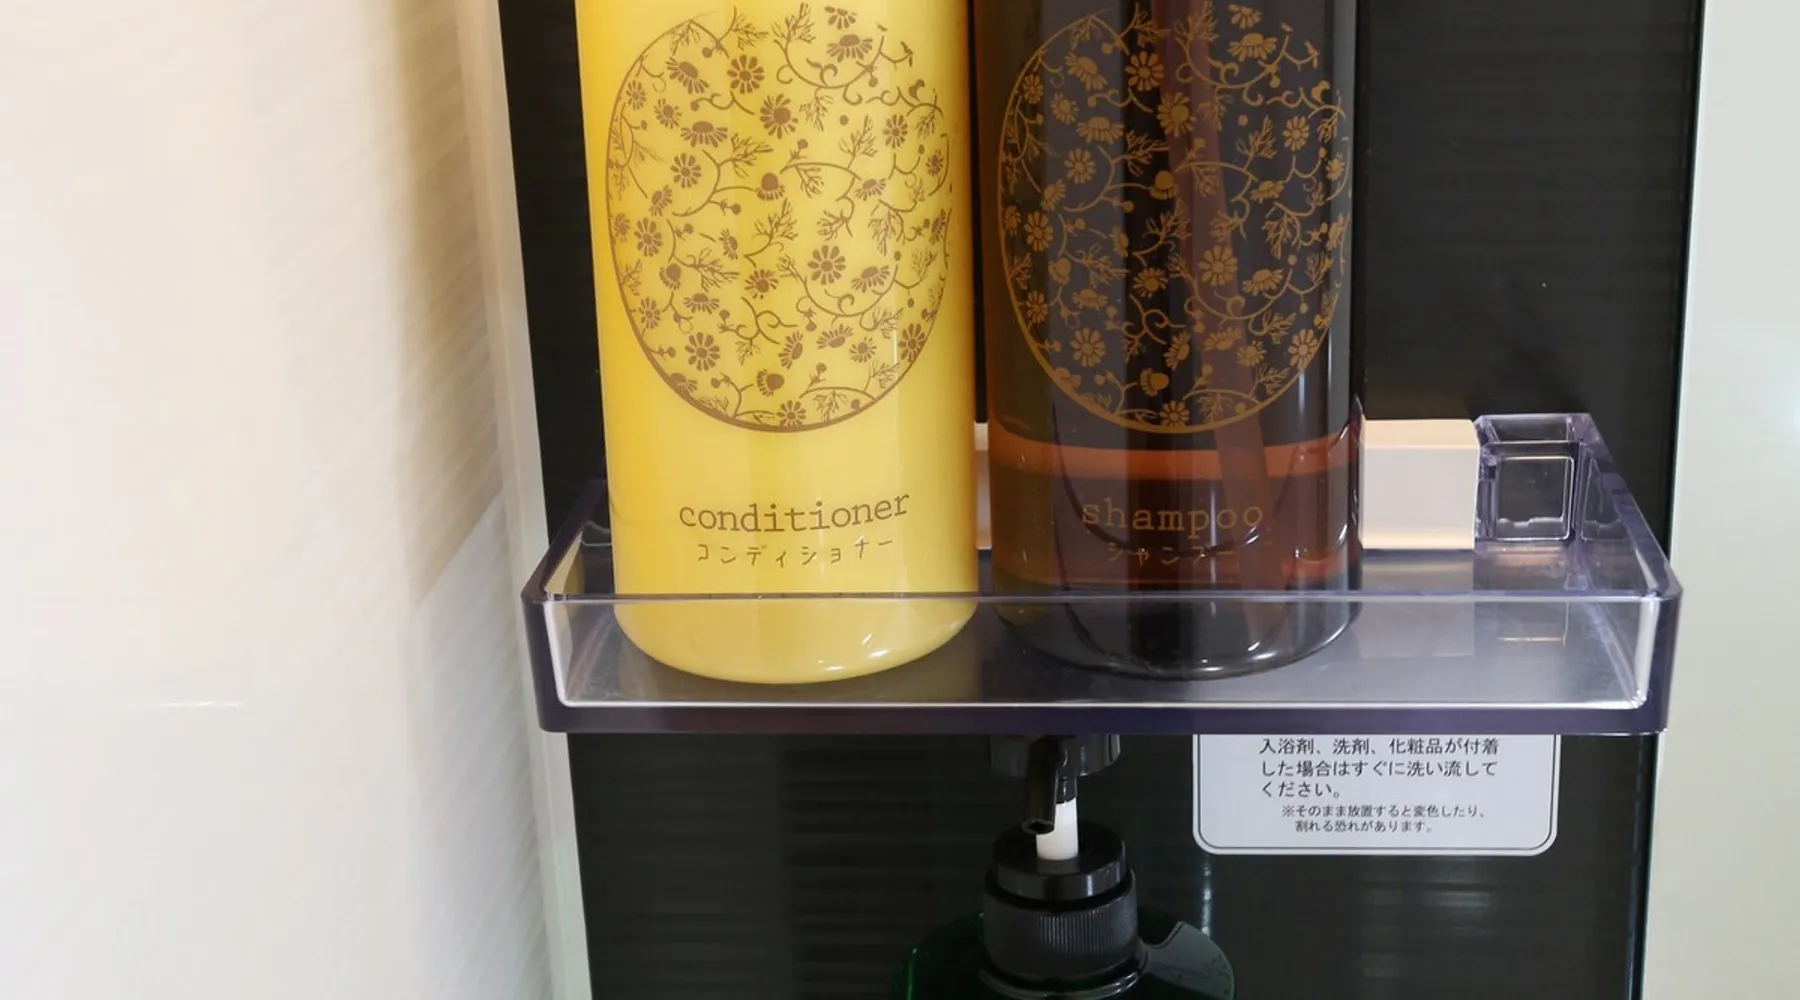 conditioner
コンディショナー
shampoo
シャンプー
入浴剤、洗剤、化粧品が付着
した場合はすぐに洗い流して
ください。
※そのまま放置すると変色したり、
割れる恐れがあります。